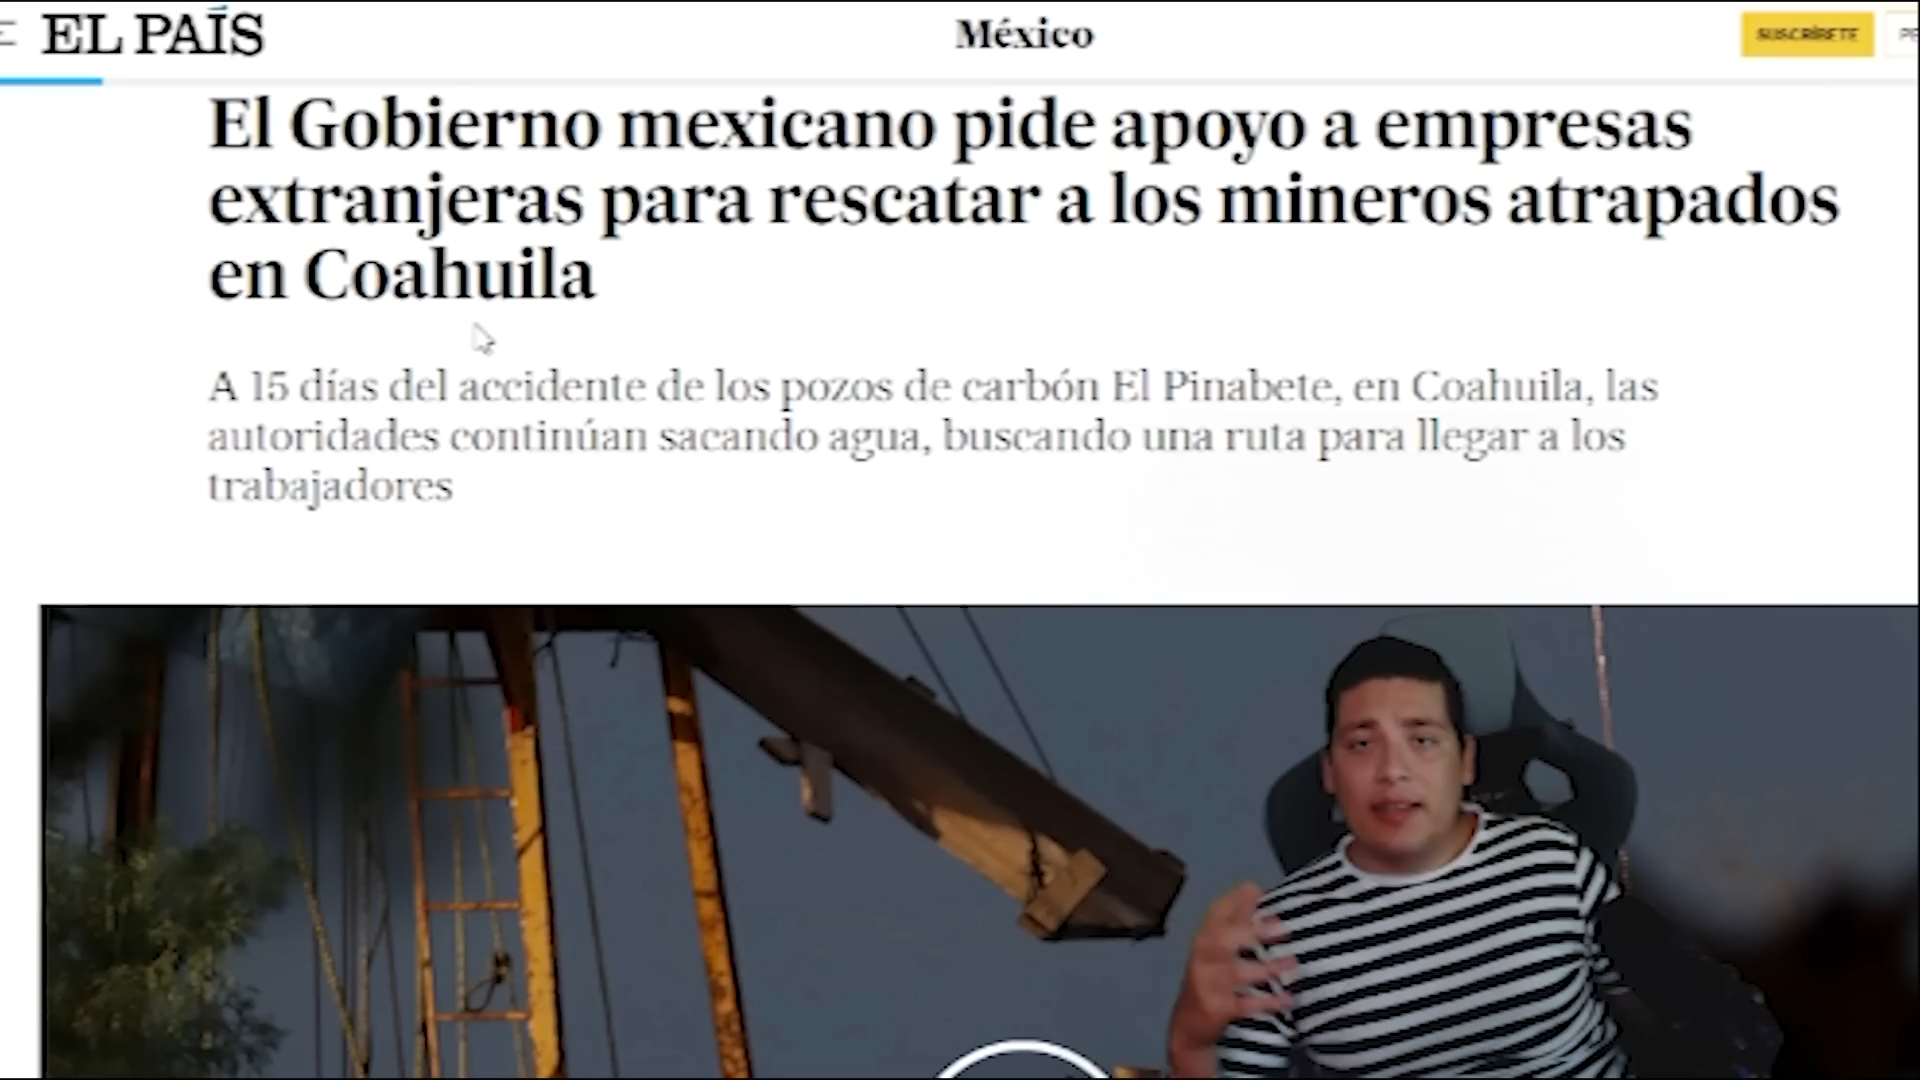 EL PAÍS
México
SUSCRÍBETE
El Gobierno mexicano pide apoyo a empresas
extranjeras para rescatar a los mineros atrapados
en Coahuila
A 15 días del accidente de los pozos de carbón El Pinabete, en Coahuila, las
autoridades continúan sacando agua, buscando una ruta para llegar a los
trabajadores